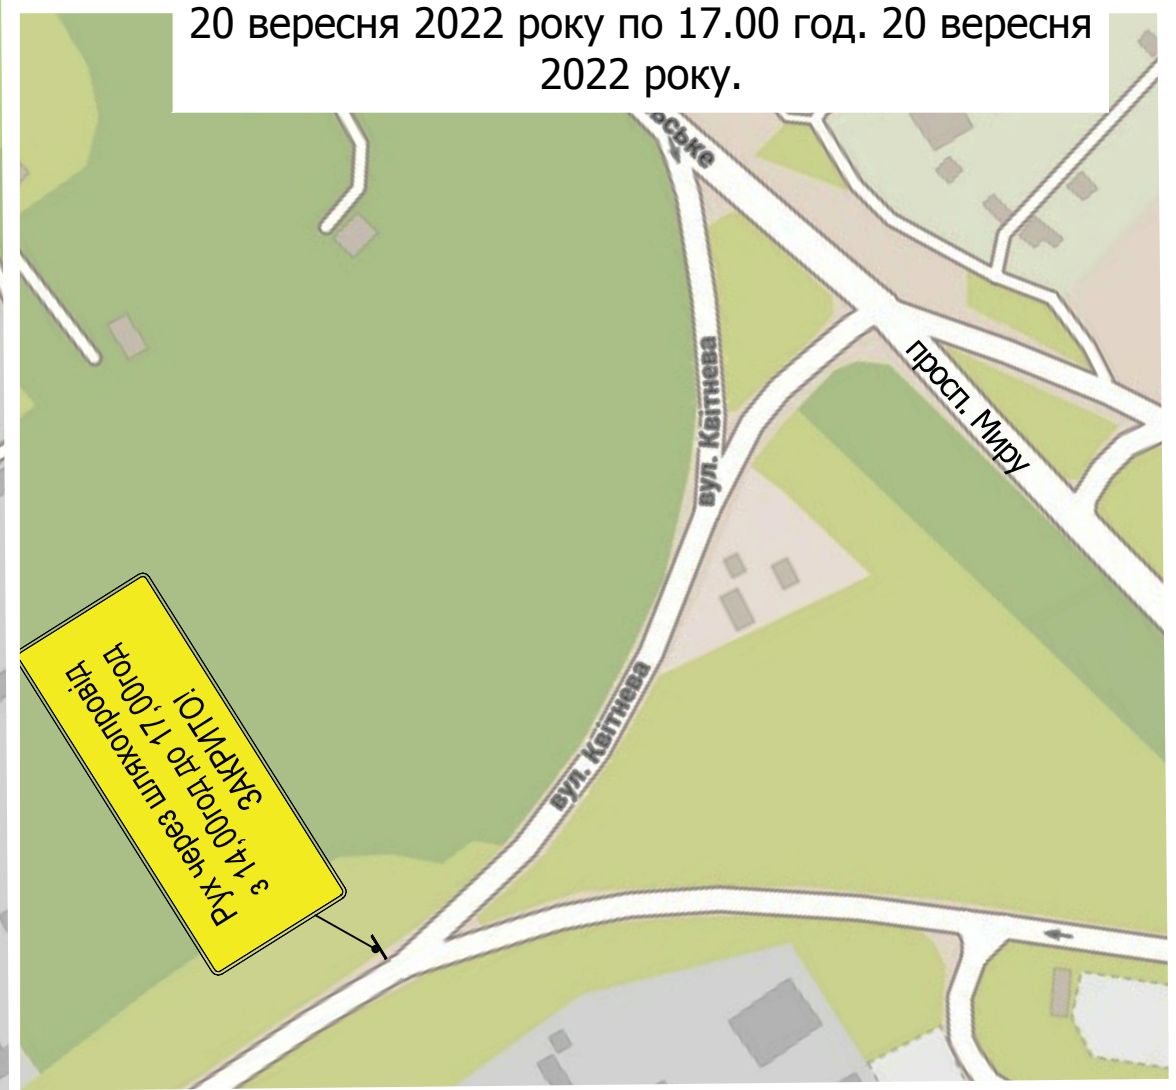 20 вересня 2022 року по 17.00 год. 20 вересня
2022 року.
ське
вул. Квітнева
просп. Миру
вул. Квітнева
Рух через шляхопровід
з 14,00год до 17,00год
ЗАКРИТО!